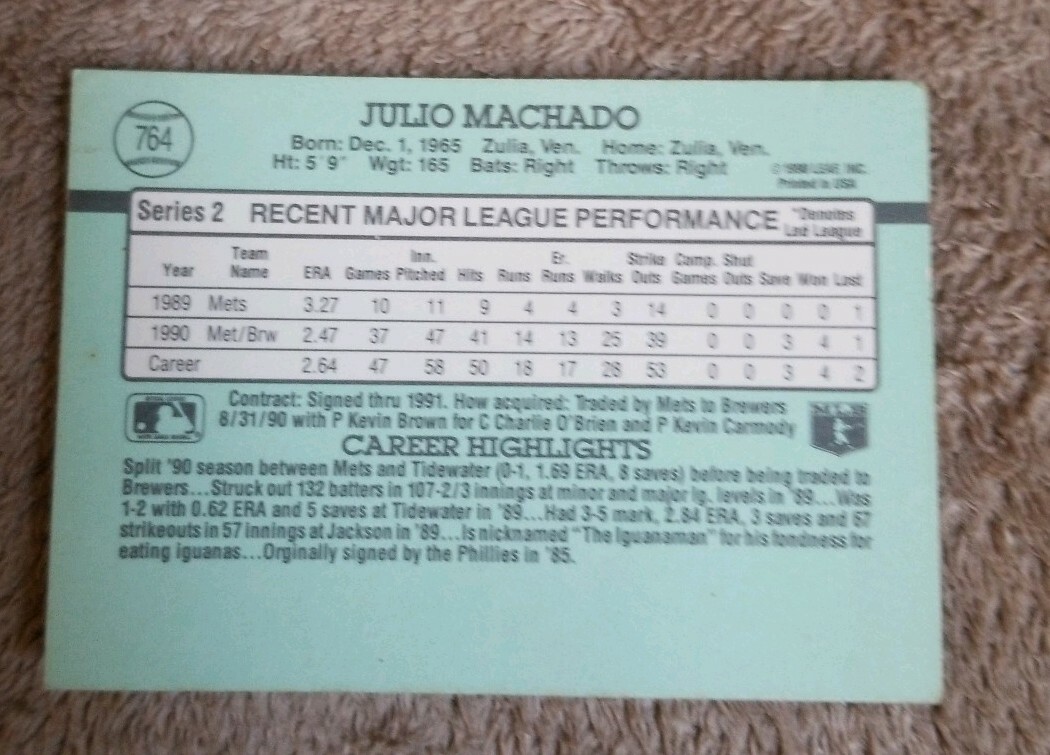 764
JULIO MACHADO
Born: Dec. 1, 1965 Zulia, Ven. Home: Zulia, Ven.
Ht: 5'9" Wgt: 165 Bats: Right Throws: Right
LEAF, INC.
Printed in USA
Series 2 RECENT MAJOR LEAGUE PERFORMANCE
*Denotes
Led League
Year Team Name ERA Games Inn. Pitched Hits Runs Er. Runs Walks Strike Outs Comp. Games Shut Outs Save Won Lost
1989 Mets 3.27 10 11 9 4 4 3 14 0 0 0 0 1
1990 Met/Brw 2.47 37 47 41 14 13 25 39 0 0 3 4 1
Career 2.64 47 58 50 18 17 28 53 0 0 3 4 2
Contract: Signed thru 1991. How acquired: Traded by Mets to Brewers
8/31/90 with P Kevin Brown for C Charlie O'Brien and P Kevin Carmody
CAREER HIGHLIGHTS
Split '90 season between Mets and Tidewater (0-1, 1.69 ERA, 8 saves) before being traded to
Brewers...Struck out 132 batters in 107-2/3 innings at minor and major lg. levels in '89...Was
1-2 with 0.62 ERA and 5 saves at Tidewater in '89...Had 3-5 mark, 2.84 ERA, 3 saves and 67
strikeouts in 57 innings at Jackson in '89...Is nicknamed "The Iguanaman" for his fondness for
eating iguanas...Orginally signed by the Phillies in '85.